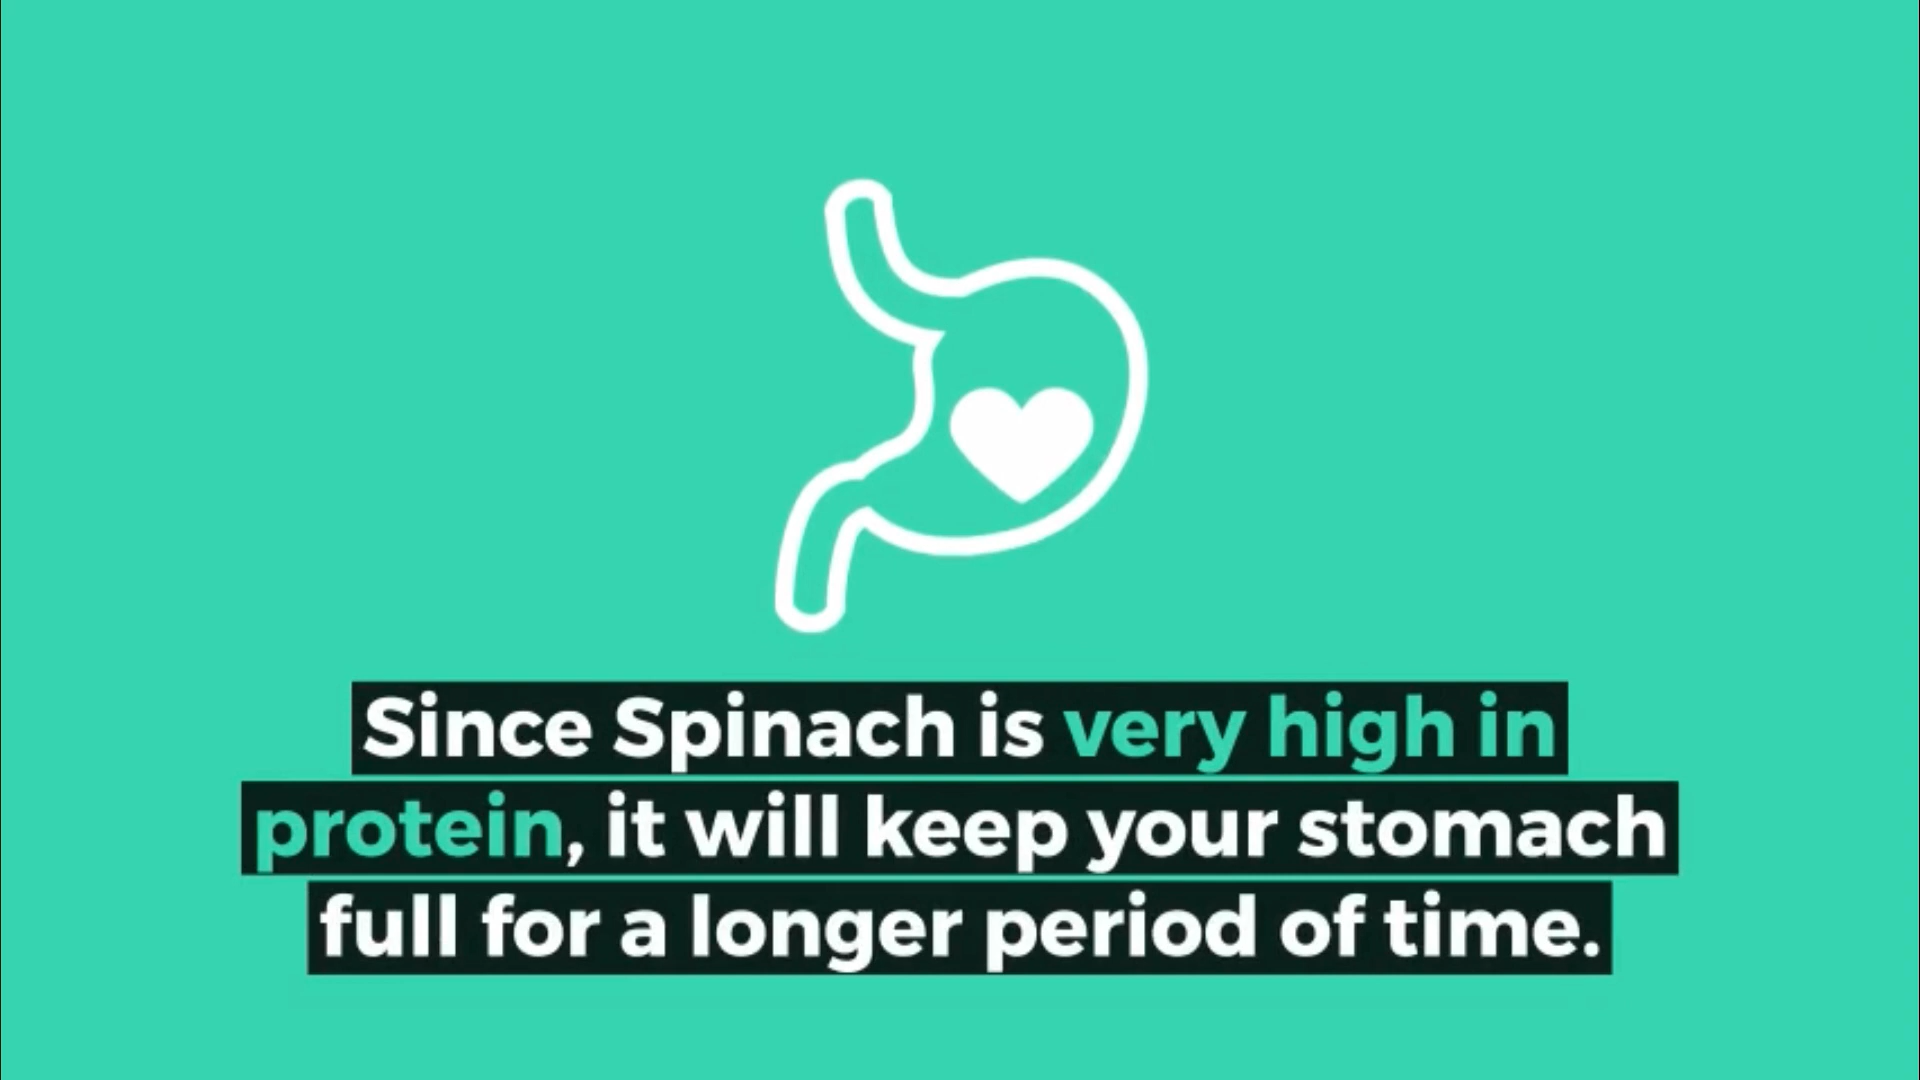 Since Spinach is very high in
protein, it will keep your stomach
full for a longer period of time.